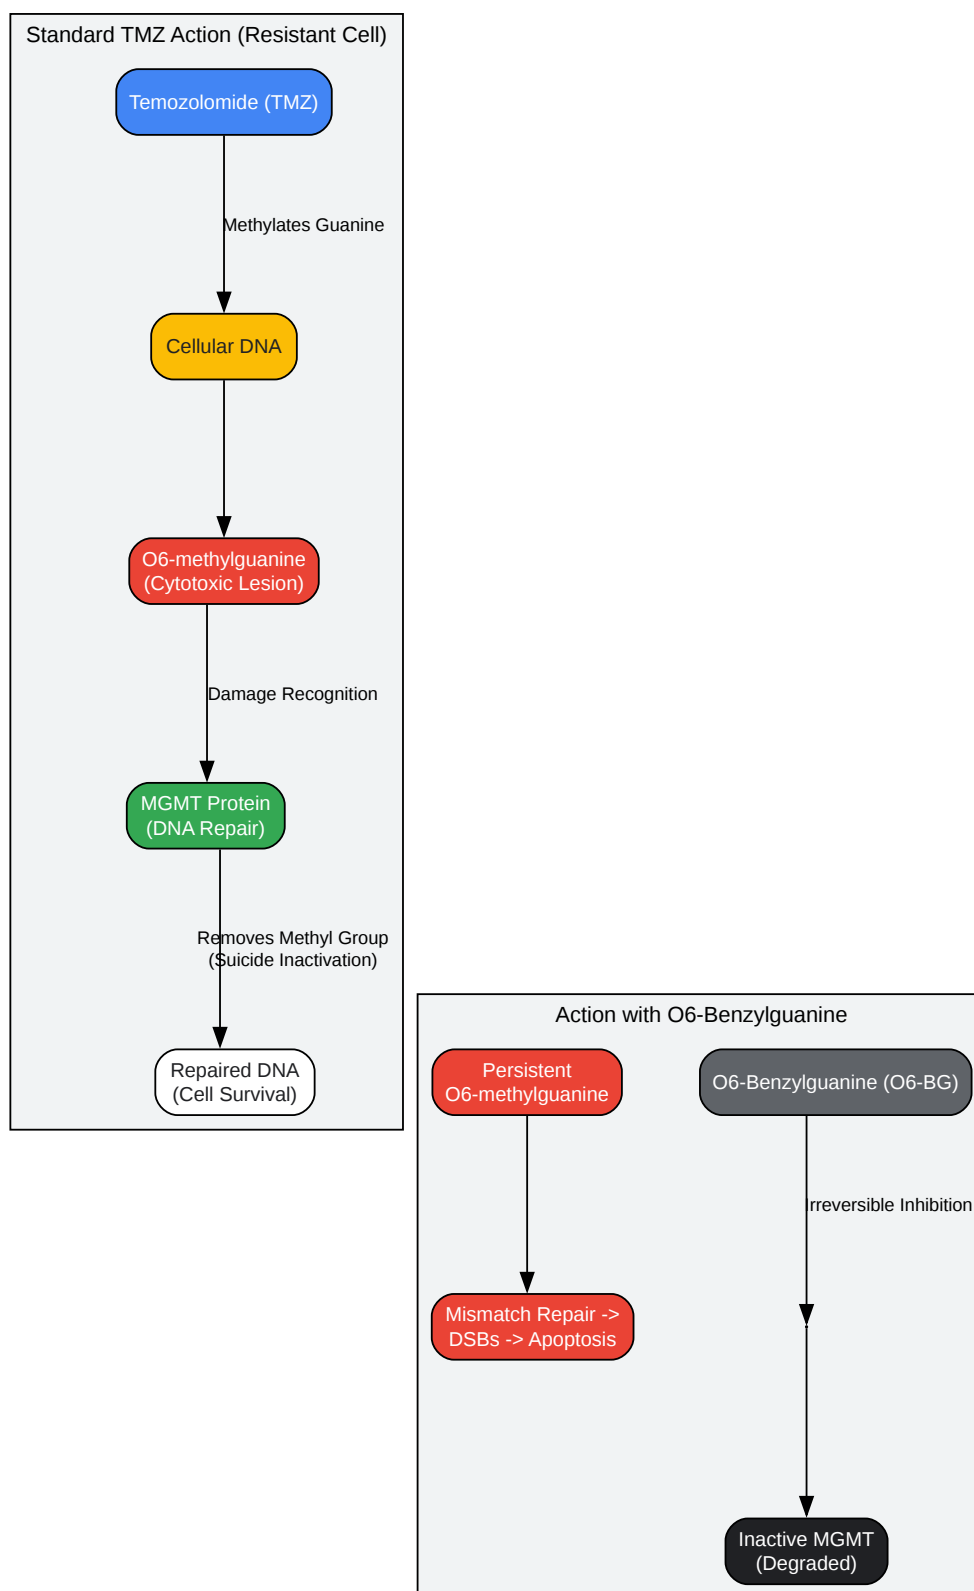 Standard TMZ Action (Resistant Cell)
Temozolomide (TMZ)
Methylates Guanine
Cellular DNA
O6-methylguanine
(Cytotoxic Lesion)
Damage Recognition
MGMT Protein
(DNA Repair)
Removes Methyl Group
(Suicide Inactivation)
Repaired DNA
(Cell Survival)
Action with O6-Benzylguanine
Persistent
O6-methylguanine
Mismatch Repair ->
DSBs -> Apoptosis
O6-Benzylguanine (O6-BG)
Irreversible Inhibition
Inactive MGMT
(Degraded)